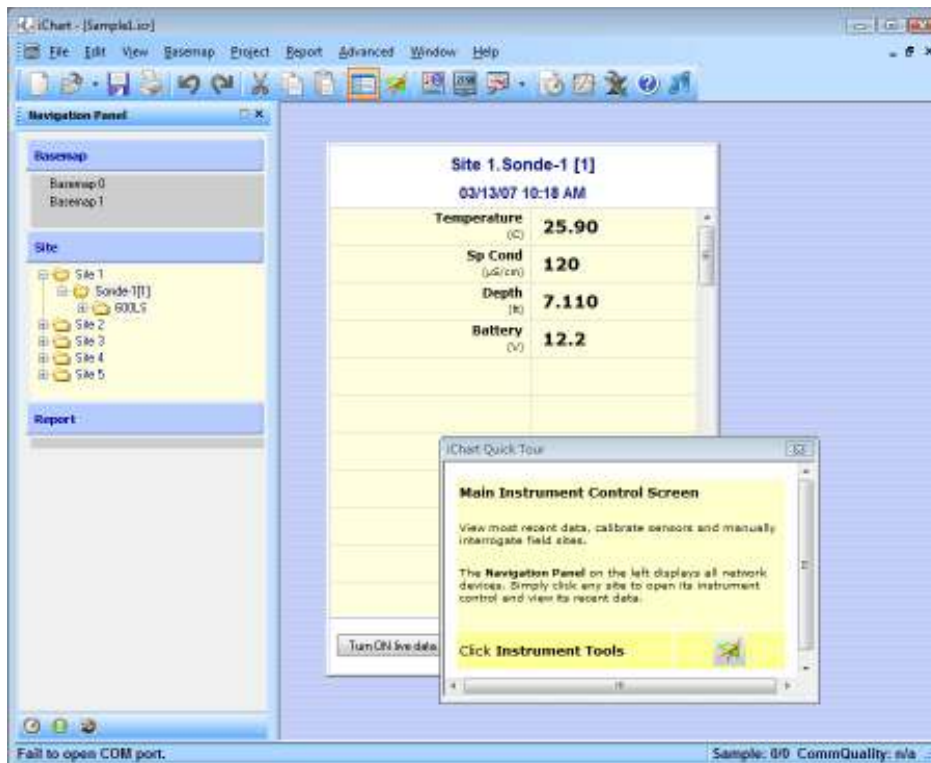 iChart - [Sample1.icr]
File Edit View Basemap Project Report Advanced Window Help
Navigation Panel
Basemap
Basemap 0
Basemap 1
Site
Site 1
Sonde-1[1]
600LS
Site 2
Site 3
Site 4
Site 5
Report
Site 1.Sonde-1 [1]
03/13/07 10:18 AM
Temperature
(C)
25.90
Sp Cond
(µS/cm)
120
Depth
(ft)
7.110
Battery
(V)
12.2
Turn ON live data
iChart Quick Tour
Main Instrument Control Screen
View most recent data, calibrate sensors and manually
interrogate field sites.
The Navigation Panel on the left displays all network
devices. Simply click any site to open its instrument
control and view its recent data.
Click Instrument Tools
Fail to open COM port.
Sample: 0/0 CommQuality: n/a